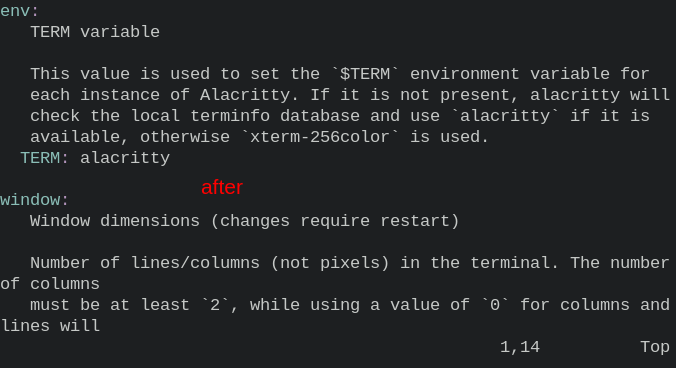 env:
TERM variable
This value is used to set the `$TERM` environment variable for
each instance of Alacritty. If it is not present, alacritty will
check the local terminfo database and use `alacritty` if it is
available, otherwise `xterm-256color` is used.
TERM: alacritty
after
window:
Window dimensions (changes require restart)
Number of lines/columns (not pixels) in the terminal. The number
of columns
must be at least `2`, while using a value of `0` for columns and
lines will
1,14 Top